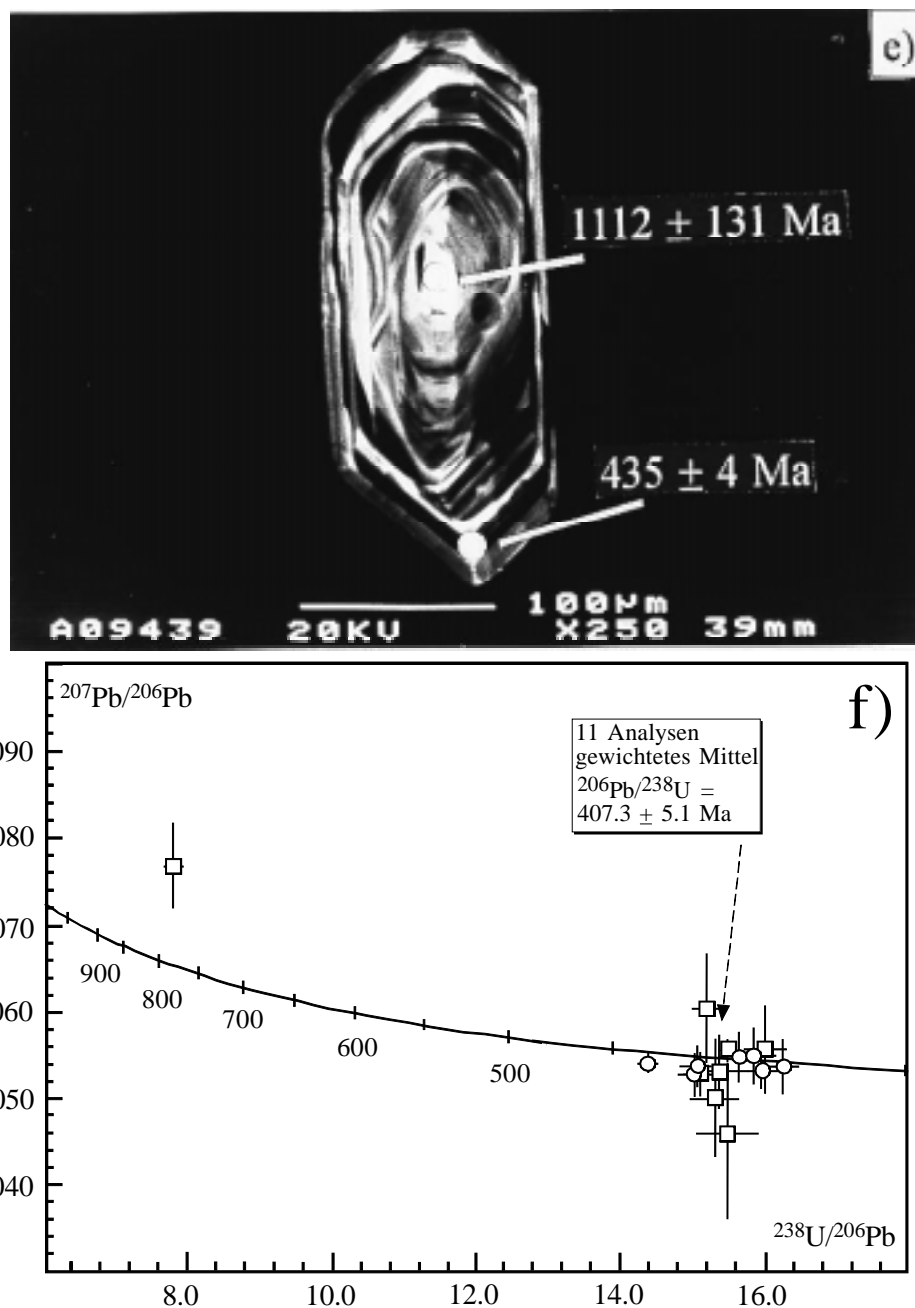 e)
1112 ± 131 Ma
435 ± 4 Ma
100µm
A09439 20KV X250 39mm
207Pb/206Pb
f)
11 Analysen
gewichtetes Mittel
206Pb/238U =
407.3 ± 5.1 Ma
090
080
070
060
050
040
900
800
700
600
500
238U/206Pb
8.0 10.0 12.0 14.0 16.0